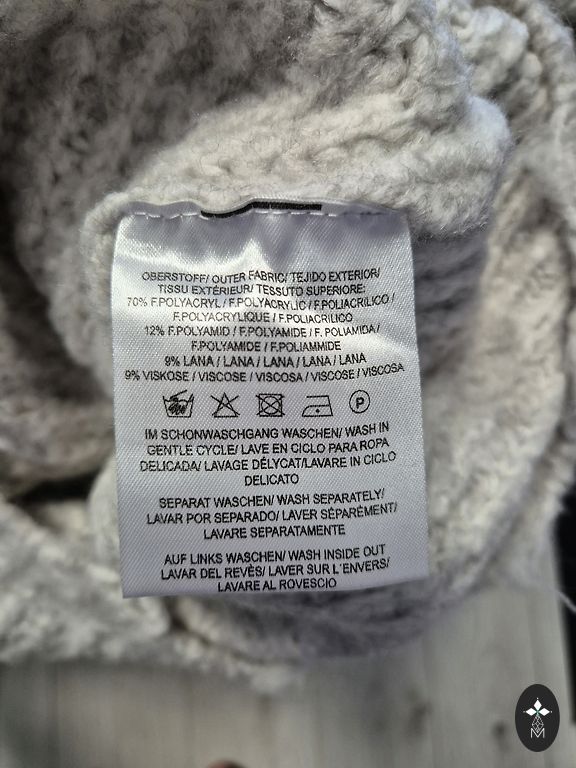 OBERSTOFF/ OUTER FABRIC/ TEJIDO EXTERIOR/
TISSU EXTÉRIEUR/ TESSUTO SUPERIORE:
70% F.POLYACRYL / F.POLYACRYLIC / F.POLIACRILICO /
F.POLYACRYLIQUE / F.POLIACRILICO
12% F.POLYAMID / F.POLYAMIDE / F. POLIAMIDA /
F.POLYAMIDE / F.POLIAMMIDE
9% LANA / LANA / LANA / LANA / LANA
9% VISKOSE / VISCOSE / VISCOSA / VISCOSE / VISCOSA
P
IM SCHONWASCHGANG WASCHEN/ WASH IN
GENTLE CYCLE/ LAVE EN CICLO PARA ROPA
DELICADA/ LAVAGE DÉLYCAT/LAVARE IN CICLO
DELICATO
SEPARAT WASCHEN/ WASH SEPARATELY/
LAVAR POR SEPARADO/ LAVER SÉPARÉMENT/
LAVARE SEPARATAMENTE
AUF LINKS WASCHEN/ WASH INSIDE OUT
LAVAR DEL REVÉS/ LAVER SUR L'ENVERS/
LAVARE AL ROVESCIO
M